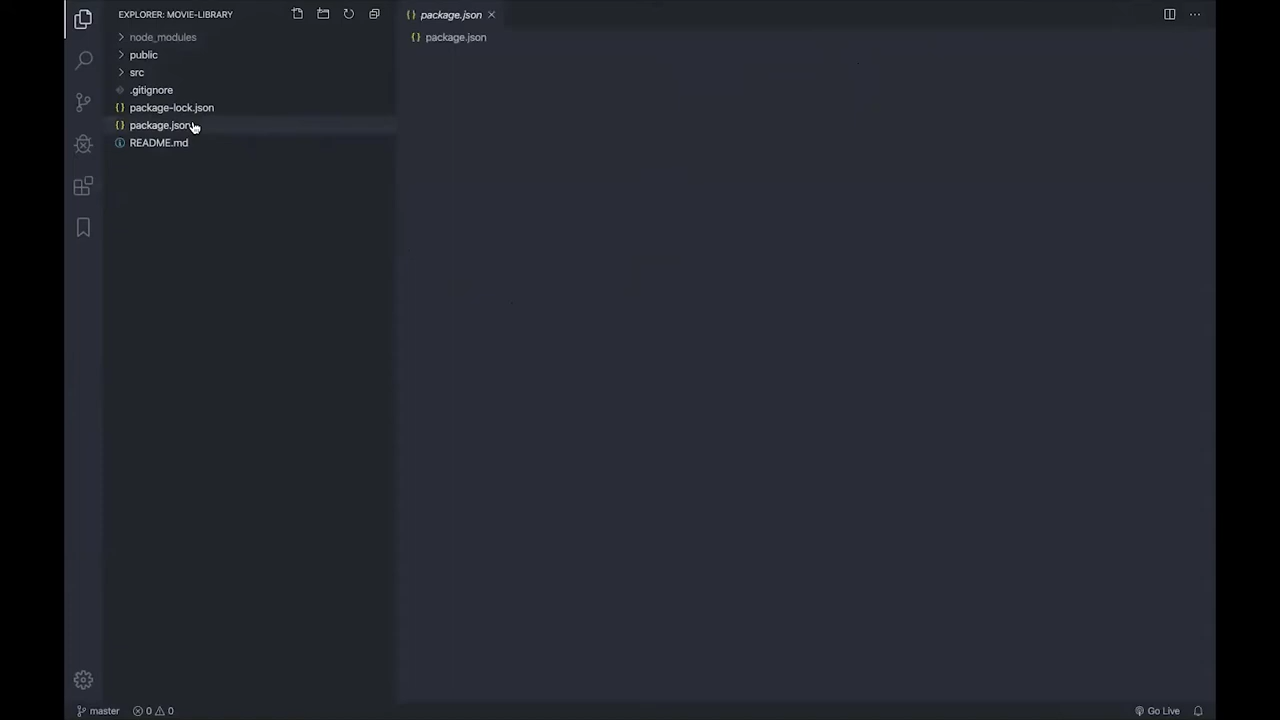 EXPLORER: MOVIE-LIBRARY
node_modules
public
src
.gitignore
package-lock.json
package.json
README.md
package.json
package.json
master
0
0
Go Live